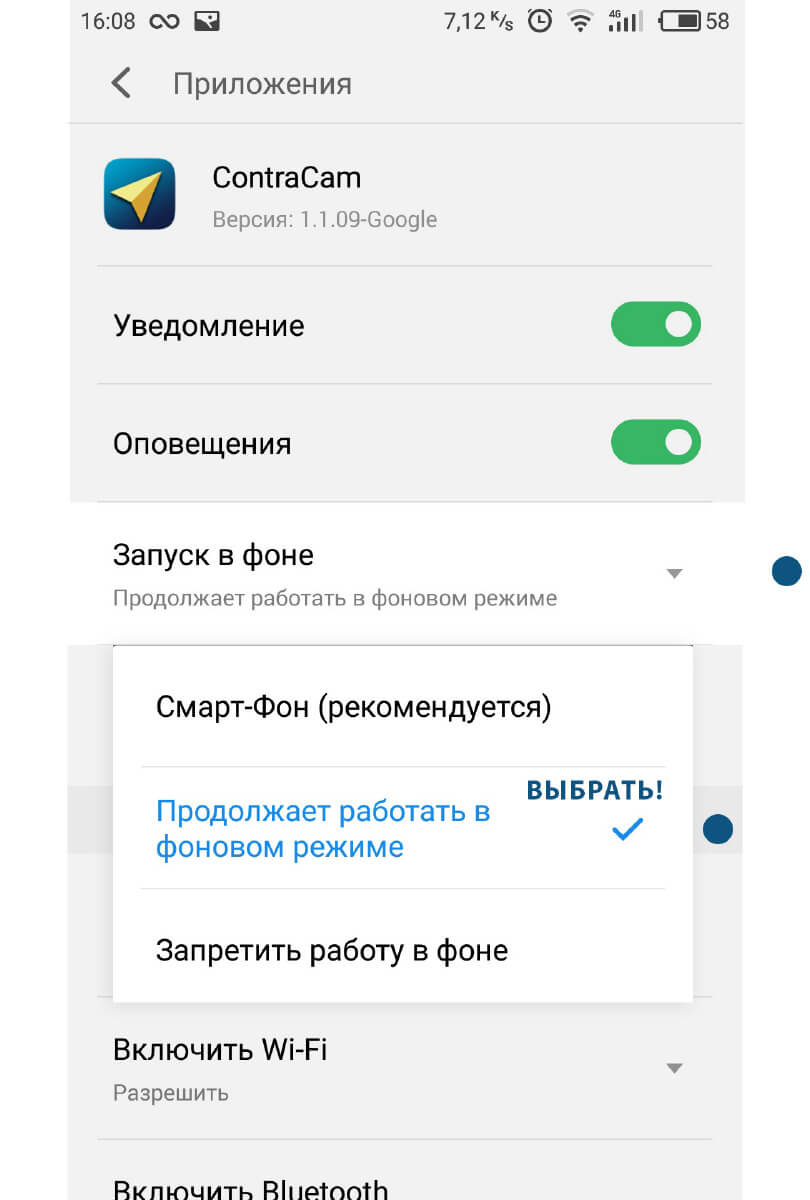 16:08 7,12 K/s 4G 58
Приложения
ContraCam
Версия: 1.1.09-Google
Уведомление
Оповещения
Запуск в фоне
Продолжает работать в фоновом режиме
Смарт-Фон (рекомендуется)
ВЫБРАТЬ!
Продолжает работать в
фоновом режиме
Запретить работу в фоне
Включить Wi-Fi
Разрешить
Включить Bluetooth